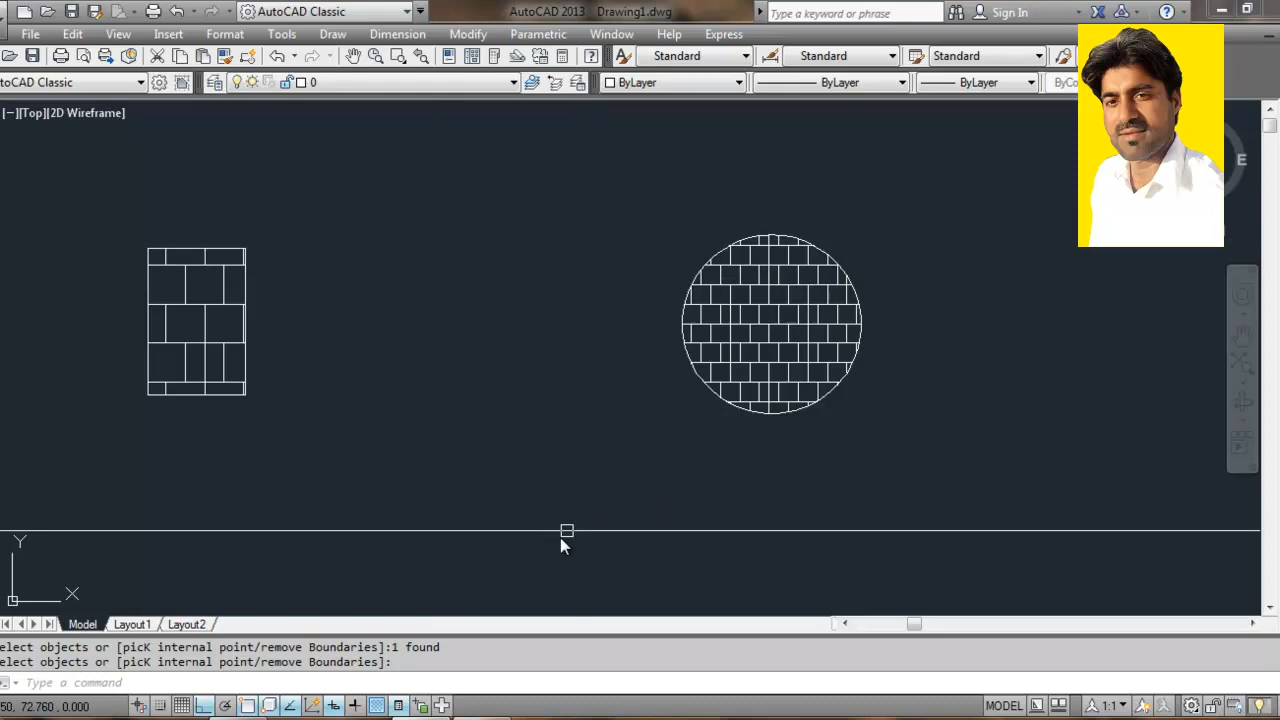 AutoCAD Classic AutoCAD 2013 Drawing1.dwg Type a keyword or phrase Sign In
File Edit View Insert Format Tools Draw Dimension Modify Parametric Window Help Express
Standard Standard Standard
toCAD Classic 0 ByLayer ByLayer ByLayer ByCo
[−][Top][2D Wireframe]
E
Y
X
Model Layout1 Layout2
elect objects or [picK internal point/remove Boundaries]:1 found
elect objects or [picK internal point/remove Boundaries]:
Type a command
50, 72.760, 0.000 MODEL 1:1